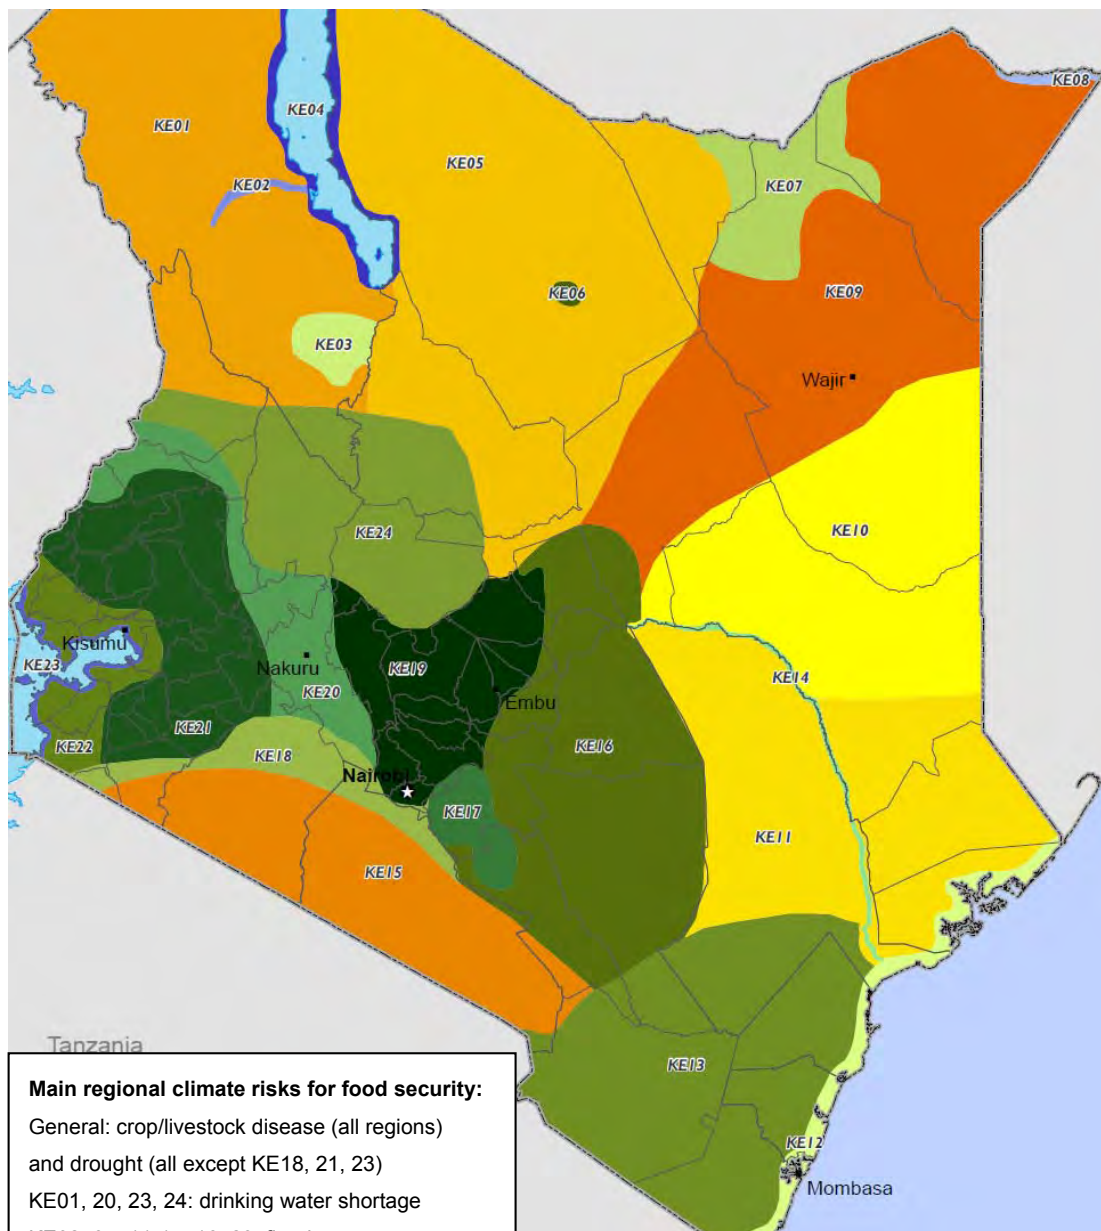 KE08
KE04
KE01
KE05
KE02
KE07
KE06
KE09
KE03
Wajir
KE24
KE10
Kisumu
KE23
Nakuru
KE19
KE14
KE20
Embu
KE21
KE22
KE18
KE16
Nairobi
KE17
KE11
KE15
Tanzania
KE13
KE12
Mombasa
Main regional climate risks for food security:
General: crop/livestock disease (all regions)
and drought (all except KE18, 21, 23)
KE01, 20, 23, 24: drinking water shortage